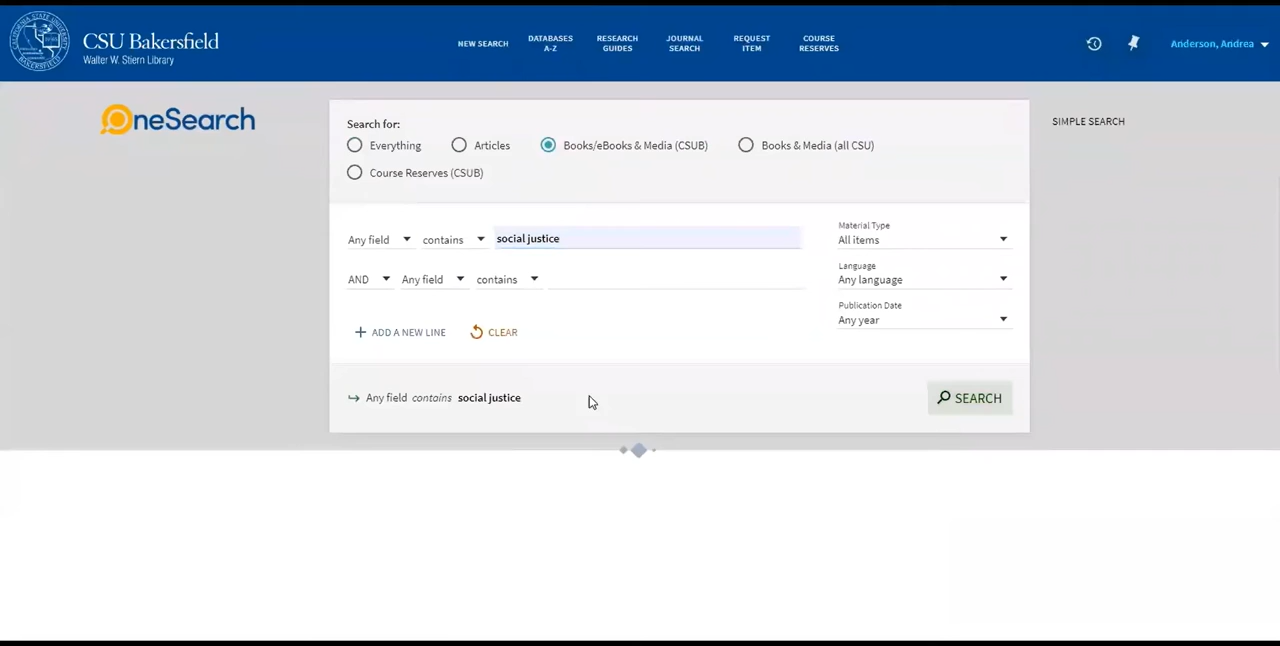 CSU Bakersfield
Walter W. Stiern Library
NEW SEARCH
DATABASES
A-Z
RESEARCH
GUIDES
JOURNAL
SEARCH
REQUEST
ITEM
COURSE
RESERVES
Anderson, Andrea
OneSearch
SIMPLE SEARCH
Search for:
Everything Articles Books/eBooks & Media (CSUB) Books & Media (all CSU)
Course Reserves (CSUB)
Any field contains social justice
AND Any field contains
Material Type
All items
Language
Any language
Publication Date
Any year
ADD A NEW LINE CLEAR
Any field contains social justice
SEARCH